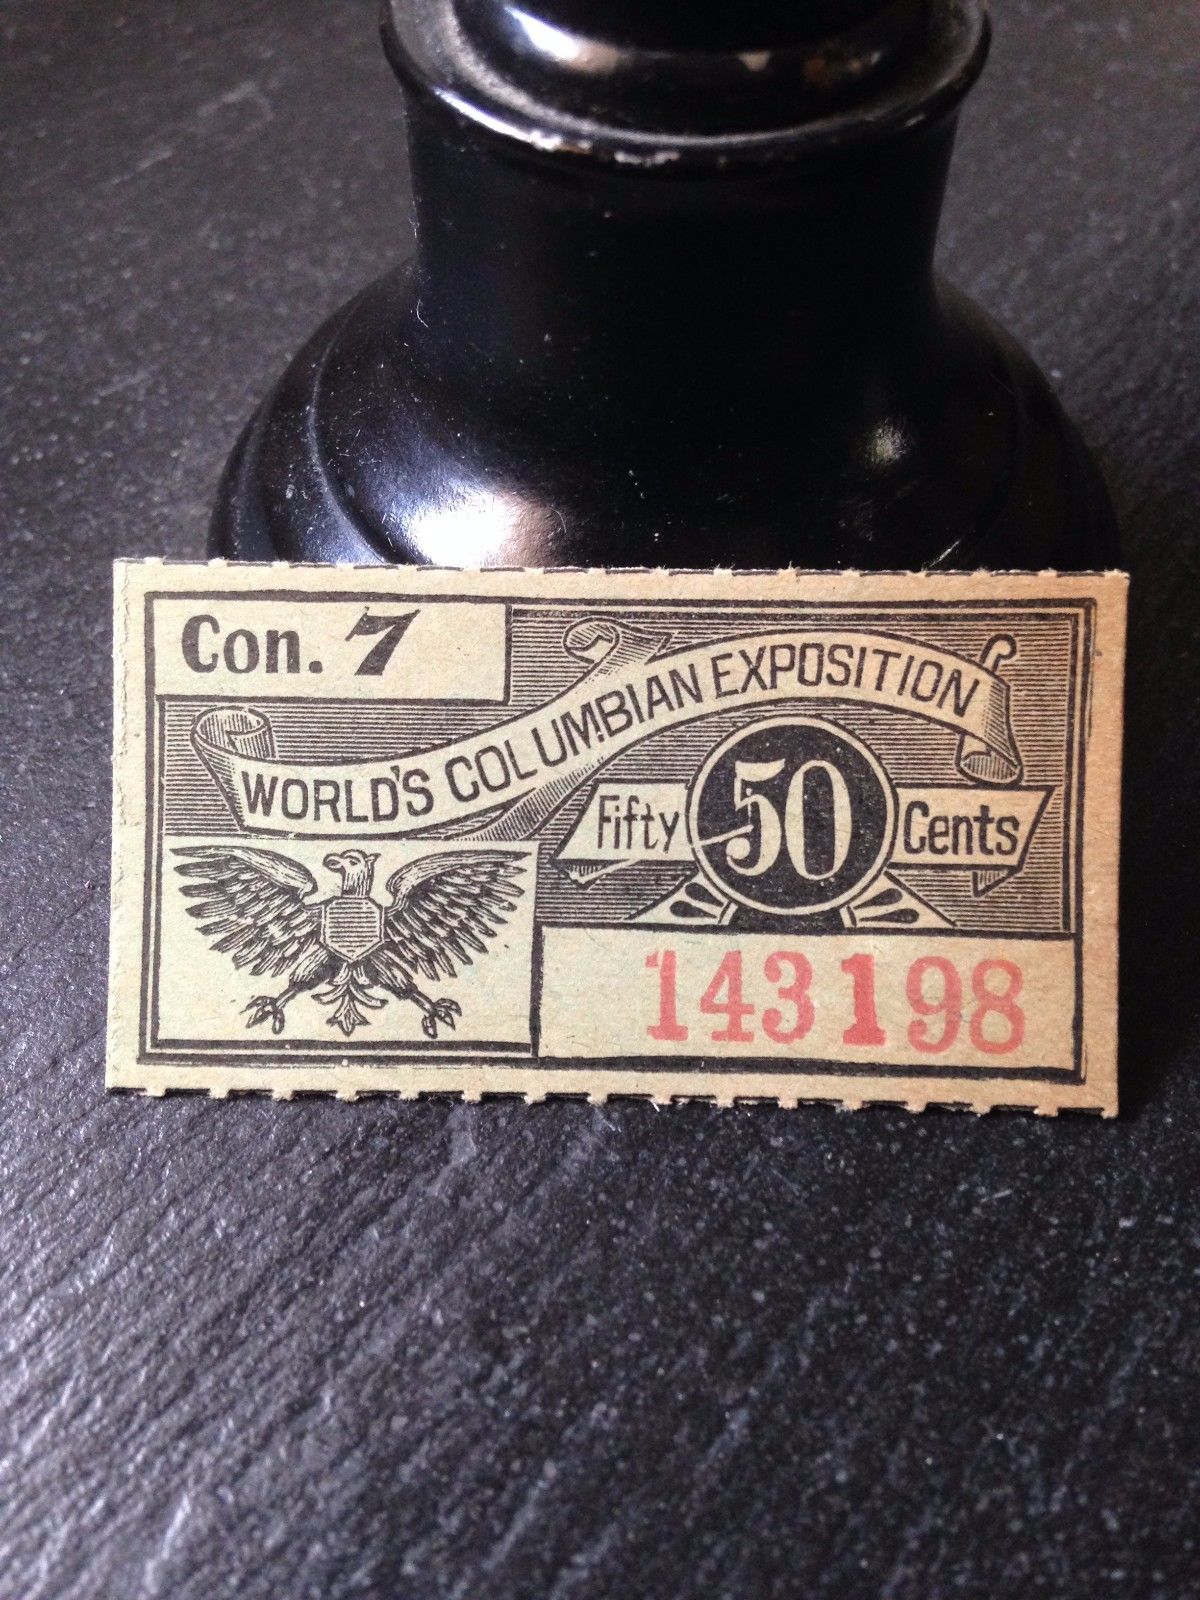 Con. 7
WORLD'S COLUMBIAN EXPOSITION
Fifty 50 Cents
143198